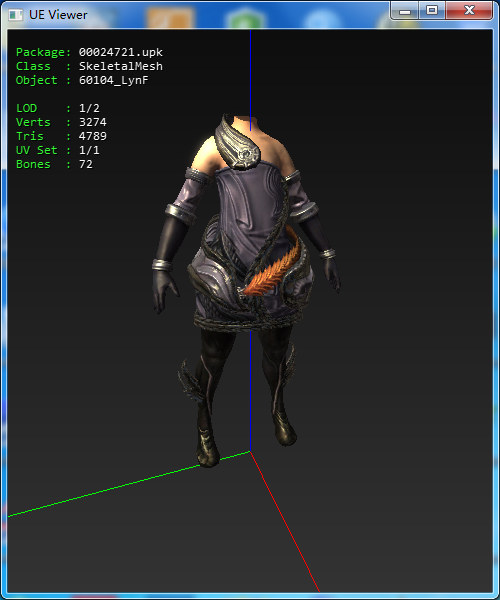 UE Viewer
Package: 00024721.upk
Class : SkeletalMesh
Object : 60104_LynF
LOD : 1/2
Verts : 3274
Tris : 4789
UV Set : 1/1
Bones : 72